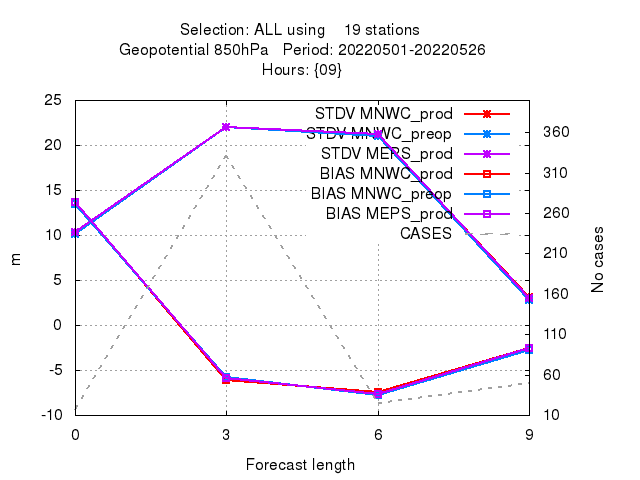 Selection: ALL using 19 stations
Geopotential 850hPa Period: 20220501-20220526
Hours: {09}
25
20
15
10
5
0
-5
-10
m
STDV MNWC_prod
STDV MNWC_preop
STDV MEPS_prod
BIAS MNWC_prod
BIAS MNWC_preop
BIAS MEPS_prod
CASES
360
310
260
210
160
110
60
10
No cases
0 3 6 9
Forecast length